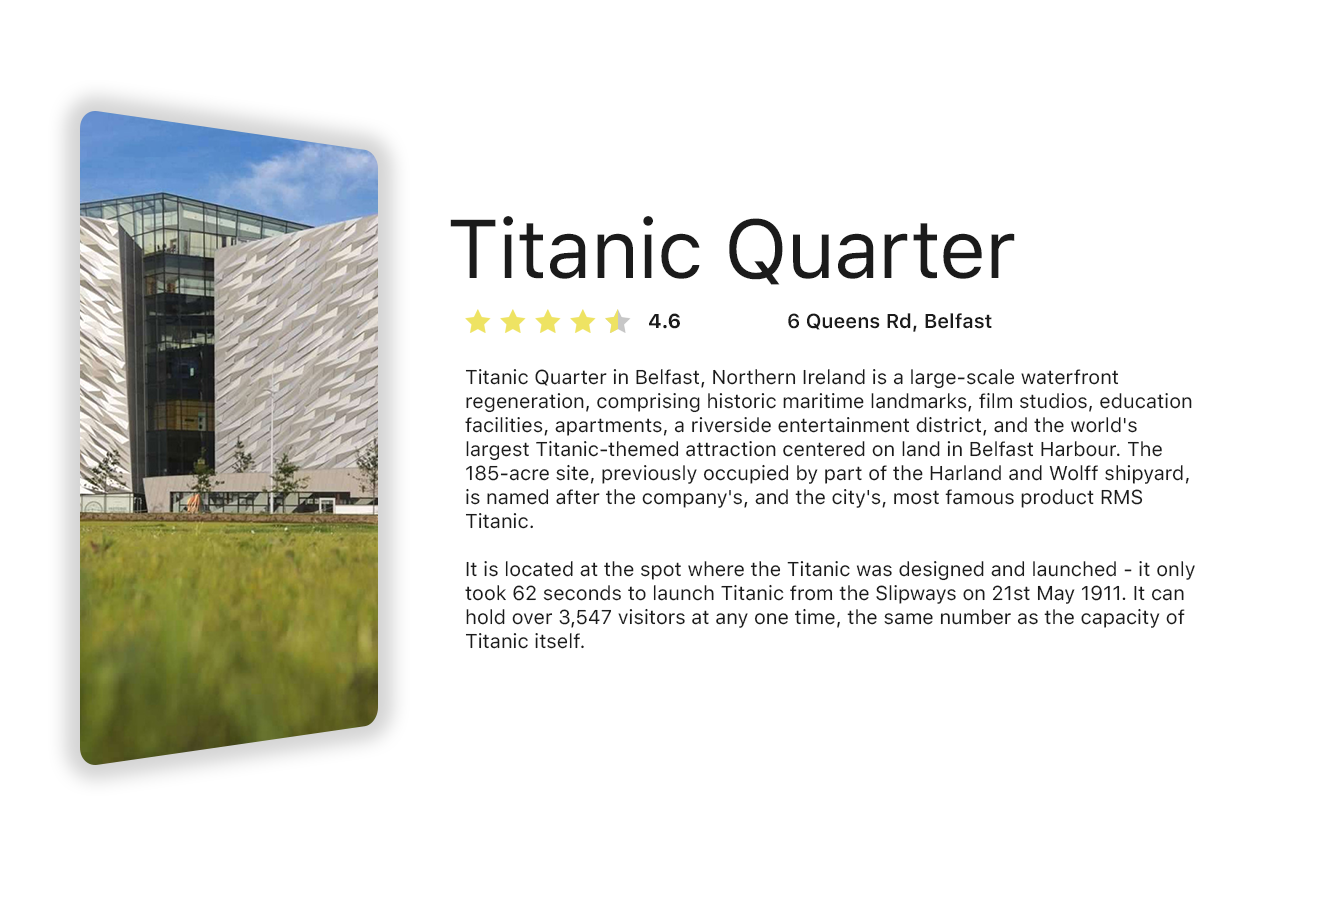 Titanic Quarter
4.6
6 Queens Rd, Belfast
Titanic Quarter in Belfast, Northern Ireland is a large-scale waterfront
regeneration, comprising historic maritime landmarks, film studios, education
facilities, apartments, a riverside entertainment district, and the world's
largest Titanic-themed attraction centered on land in Belfast Harbour. The
185-acre site, previously occupied by part of the Harland and Wolff shipyard,
is named after the company's, and the city's, most famous product RMS
Titanic.
It is located at the spot where the Titanic was designed and launched - it only
took 62 seconds to launch Titanic from the Slipways on 21st May 1911. It can
hold over 3,547 visitors at any one time, the same number as the capacity of
Titanic itself.